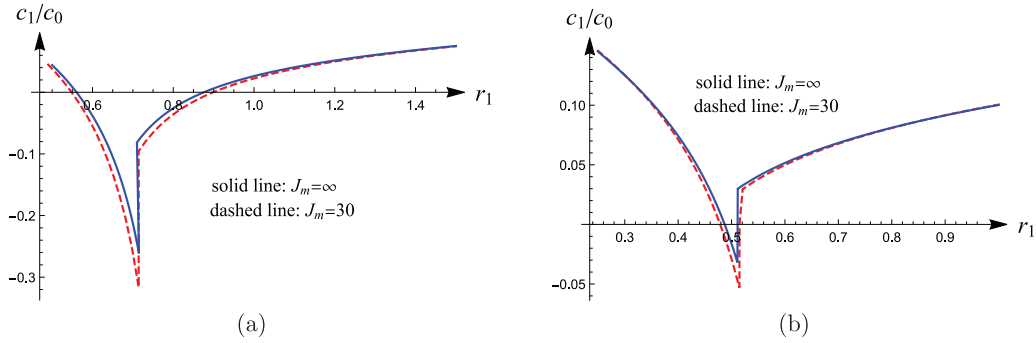 c₁/c₀
0.6 0.8 1.0 1.2 1.4 r₁
-0.1
-0.2
-0.3
solid line: Jₘ=∞
dashed line: Jₘ=30
(a)
c₁/c₀
0.10
0.05
0.3 0.4 0.5 0.6 0.7 0.8 0.9 r₁
-0.05
solid line: Jₘ=∞
dashed line: Jₘ=30
(b)